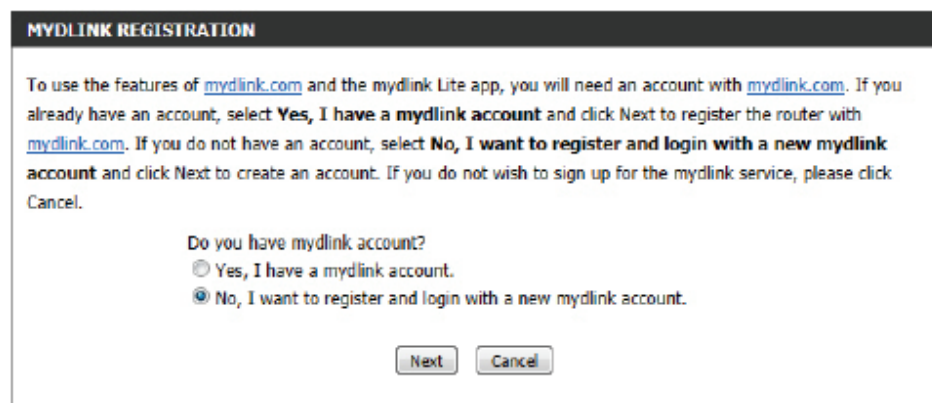 MYDLINK REGISTRATION
To use the features of mydlink.com and the mydlink Lite app, you will need an account with mydlink.com. If you
already have an account, select Yes, I have a mydlink account and click Next to register the router with
mydlink.com. If you do not have an account, select No, I want to register and login with a new mydlink
account and click Next to create an account. If you do not wish to sign up for the mydlink service, please click
Cancel.
Do you have mydlink account?
Yes, I have a mydlink account.
No, I want to register and login with a new mydlink account.
Next Cancel